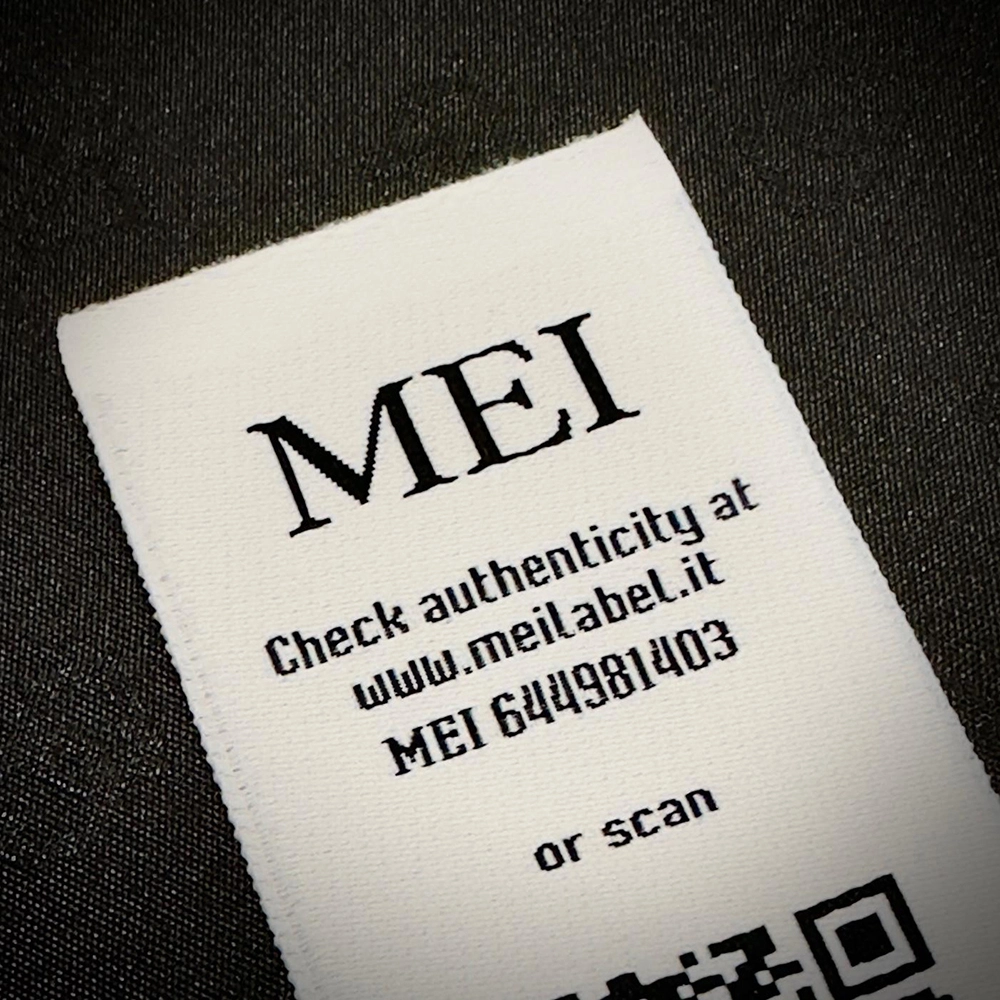 MEI
Check authenticity at
www.meilabel.it
MEI 644981403
or scan